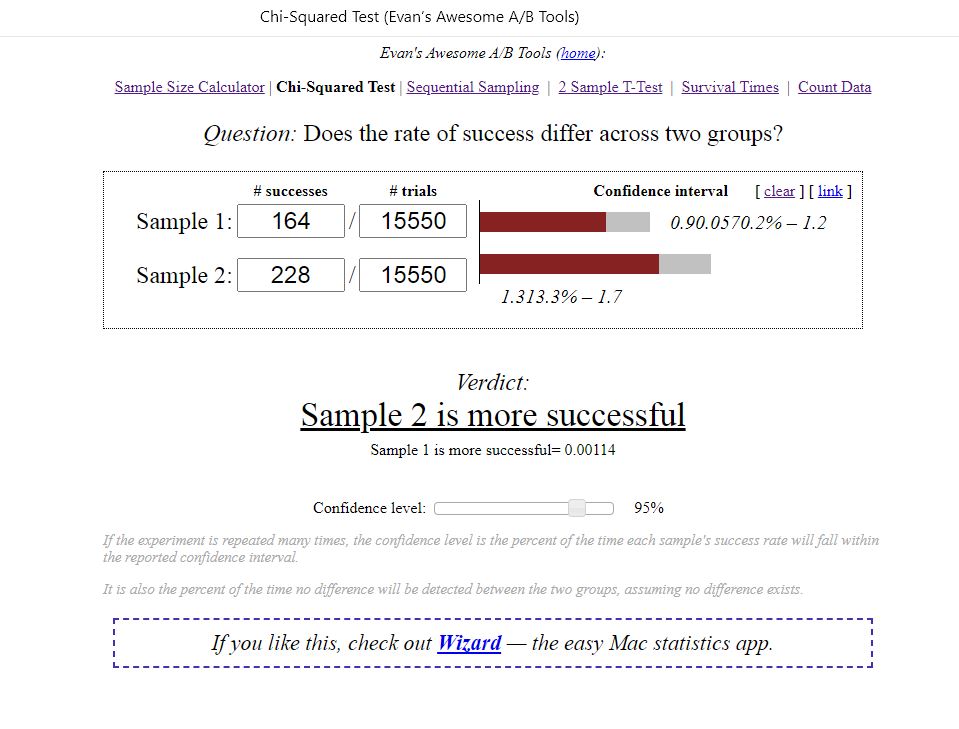 Chi-Squared Test (Evan's Awesome A/B Tools)
Evan's Awesome A/B Tools (home):
Sample Size Calculator | Chi-Squared Test | Sequential Sampling | 2 Sample T-Test | Survival Times | Count Data
Question: Does the rate of success differ across two groups?
# successes # trials Confidence interval [ clear ] [ link ]
Sample 1: 164 / 15550 0.90.0570.2% – 1.2
Sample 2: 228 / 15550
1.313.3% – 1.7
Verdict:
Sample 2 is more successful
Sample 1 is more successful= 0.00114
Confidence level: 95%
If the experiment is repeated many times, the confidence level is the percent of the time each sample's success rate will fall within
the reported confidence interval.
It is also the percent of the time no difference will be detected between the two groups, assuming no difference exists.
If you like this, check out Wizard — the easy Mac statistics app.